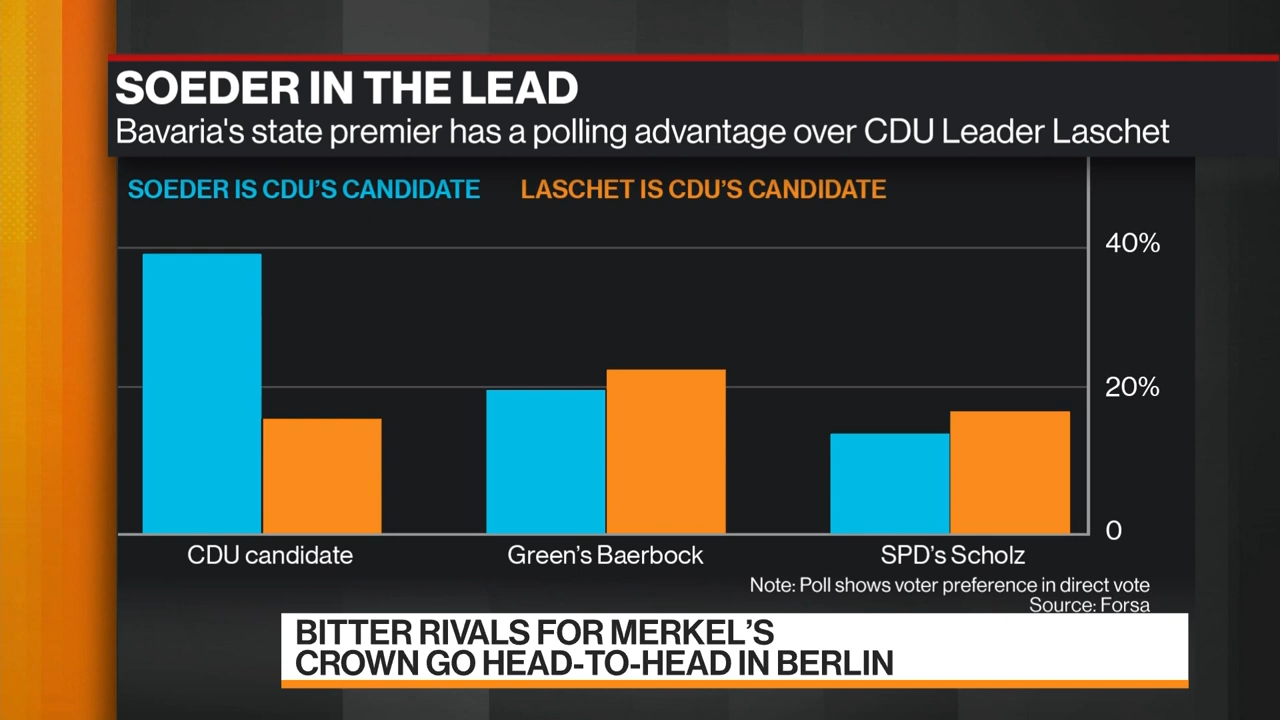 SOEDER IN THE LEAD
Bavaria's state premier has a polling advantage over CDU Leader Laschet
SOEDER IS CDU'S CANDIDATE
LASCHET IS CDU'S CANDIDATE
40%
20%
0
CDU candidate
Green's Baerbock
SPD's Scholz
Note: Poll shows voter preference in direct vote
Source: Forsa
BITTER RIVALS FOR MERKEL'S
CROWN GO HEAD-TO-HEAD IN BERLIN